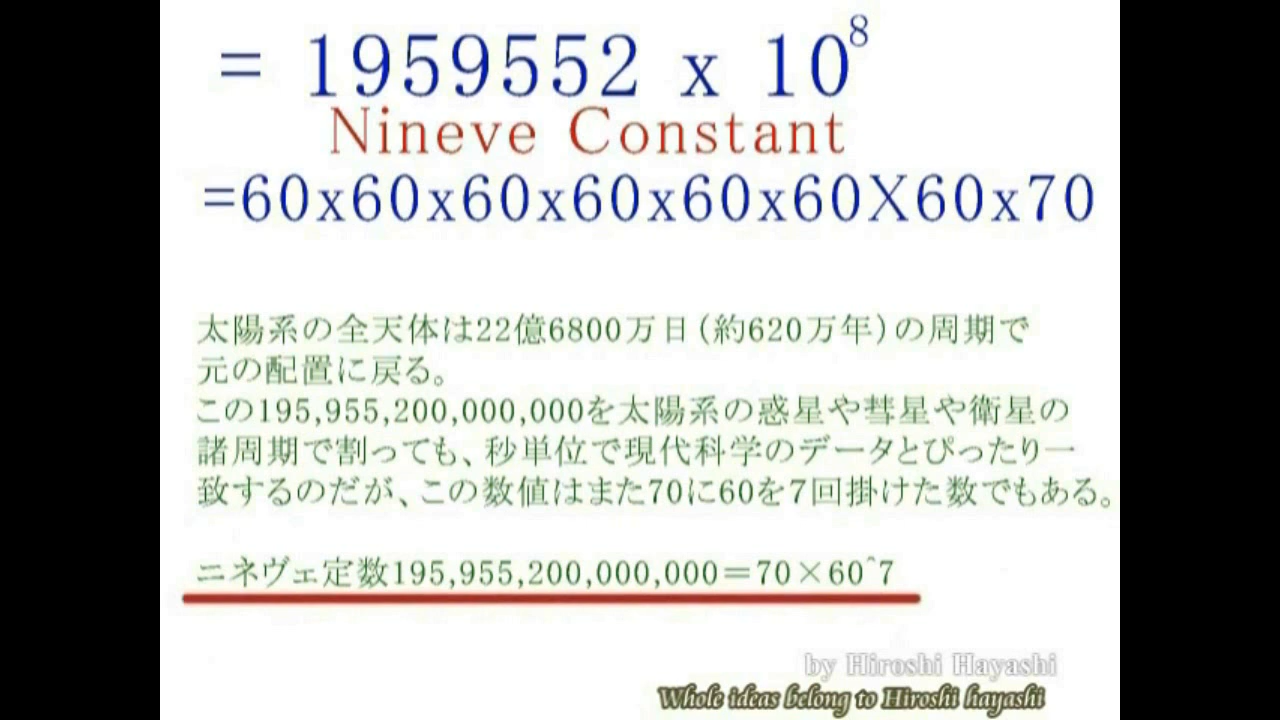 = 1959552 x 10⁸
Nineve Constant
=60x60x60x60x60x60X60x70
太陽系の全天体は22億6800万日(約620万年)の周期で
元の配置に戻る。
この195,955,200,000,000を太陽系の惑星や彗星や衛星の
諸周期で割っても、秒単位で現代科学のデータとぴったり一
致するのだが、この数値はまた70に60を7回掛けた数でもある。
ニネヴェ定数195,955,200,000,000=70×60^7
by Hiroshi Hayashi
Whole ideas belong to Hiroshi hayashi